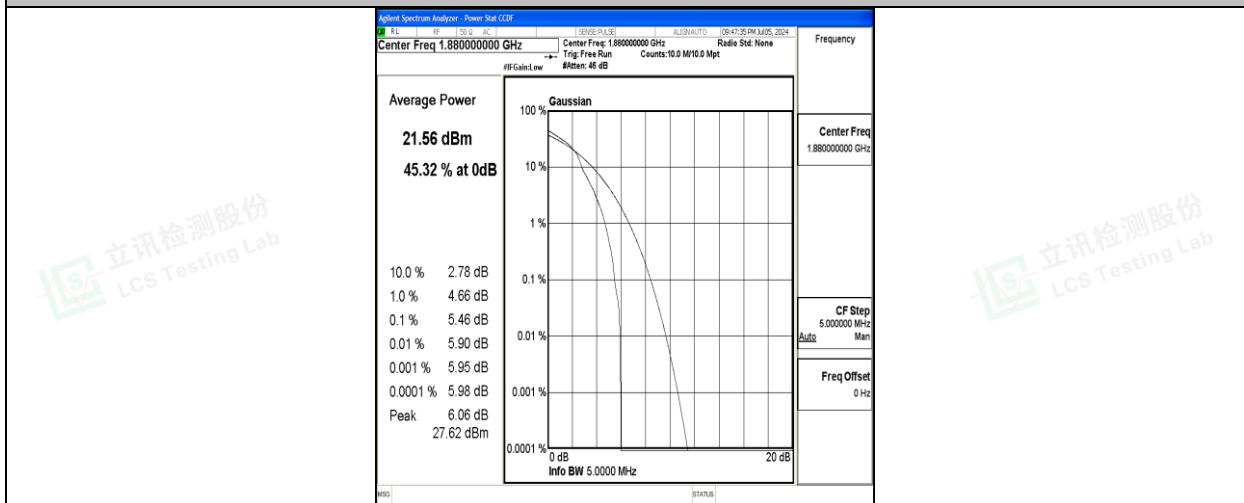 Agilent Spectrum Analyzer - Power Stat CCDF
RL RF 50 Ω AC SENSE:PULSE ALIGNAUTO 09:47:35 PM Jul 05, 2024
Center Freq 1.880000000 GHz
Center Freq: 1.880000000 GHz Radio Std: None
Trig: Free Run Counts:10.0 M/10.0 Mpt
#IFGain:Low #Atten: 46 dB
Frequency
Average Power
21.56 dBm
45.32 % at 0dB
10.0 % 2.78 dB
1.0 % 4.66 dB
0.1 % 5.46 dB
0.01 % 5.90 dB
0.001 % 5.95 dB
0.0001 % 5.98 dB
Peak 6.06 dB
27.62 dBm
Gaussian
100 %
10 %
1 %
0.1 %
0.01 %
0.001 %
0.0001 %
0 dB 20 dB
Info BW 5.0000 MHz
Center Freq
1.880000000 GHz
CF Step
5.000000 MHz
Auto Man
Freq Offset
0 Hz
MSG STATUS
立讯检测股份
LCS Testing Lab
立讯检测股份
LCS Testing Lab